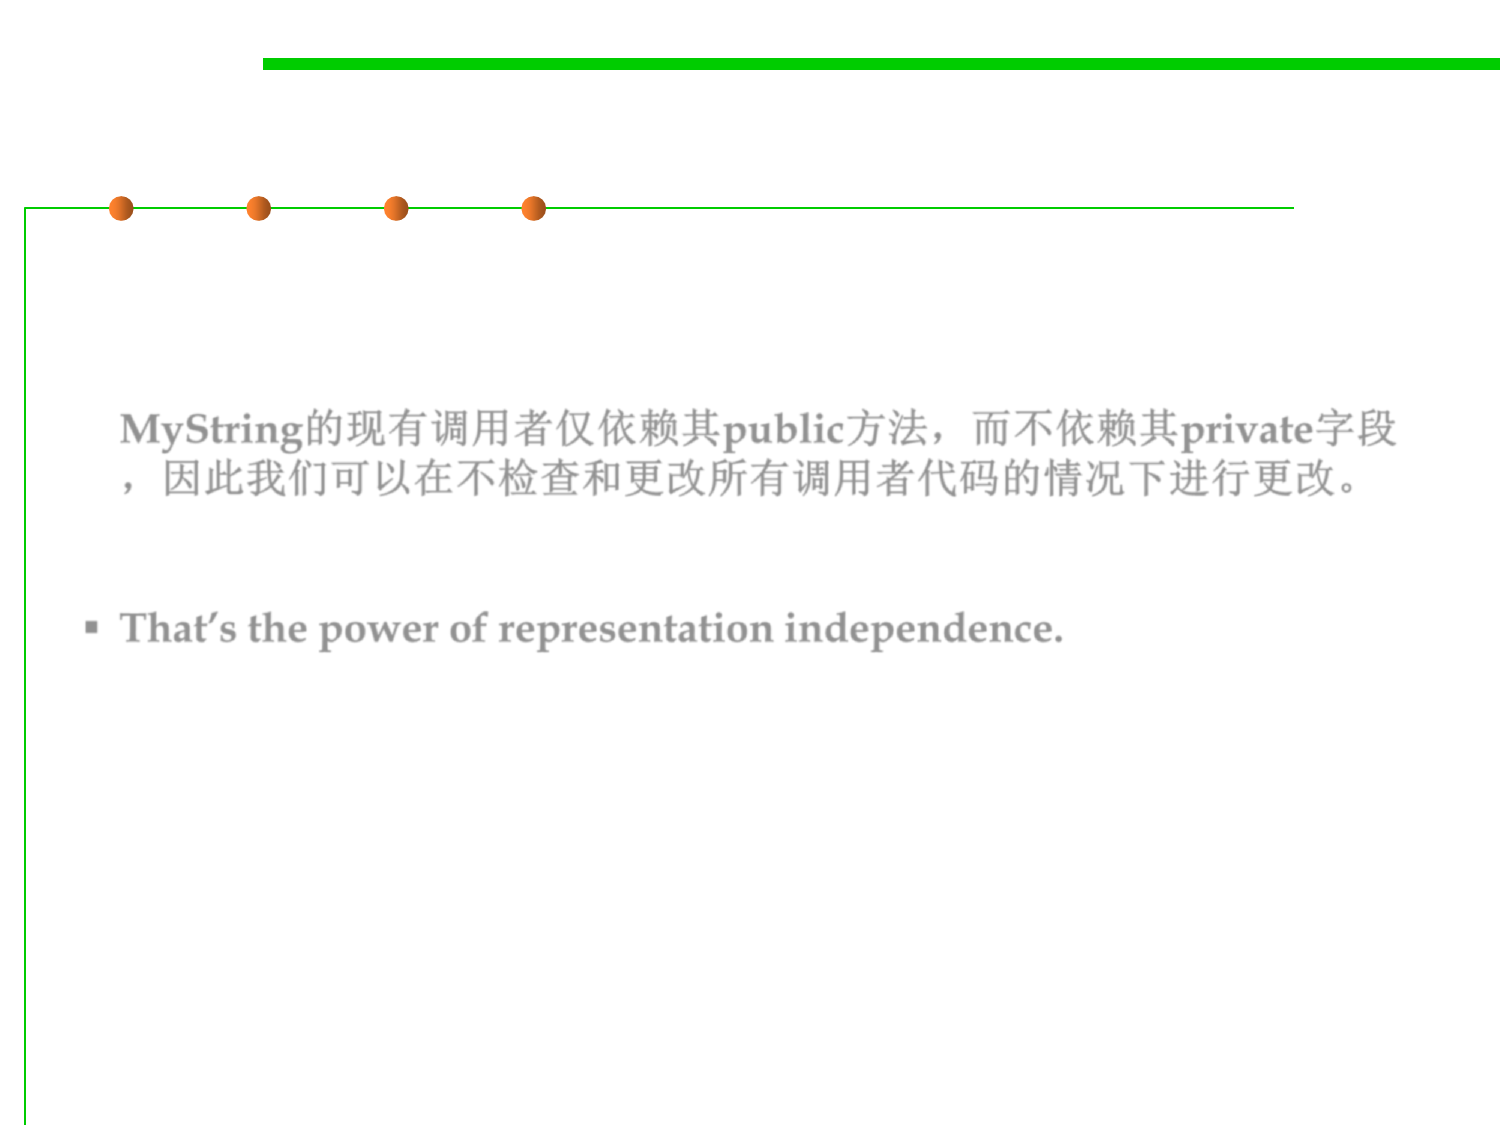 MyString的现有调用者仅依赖其public方法，而不依赖其private字段
，因此我们可以在不检查和更改所有调用者代码的情况下进行更改。
▪ That’s the power of representation independence.